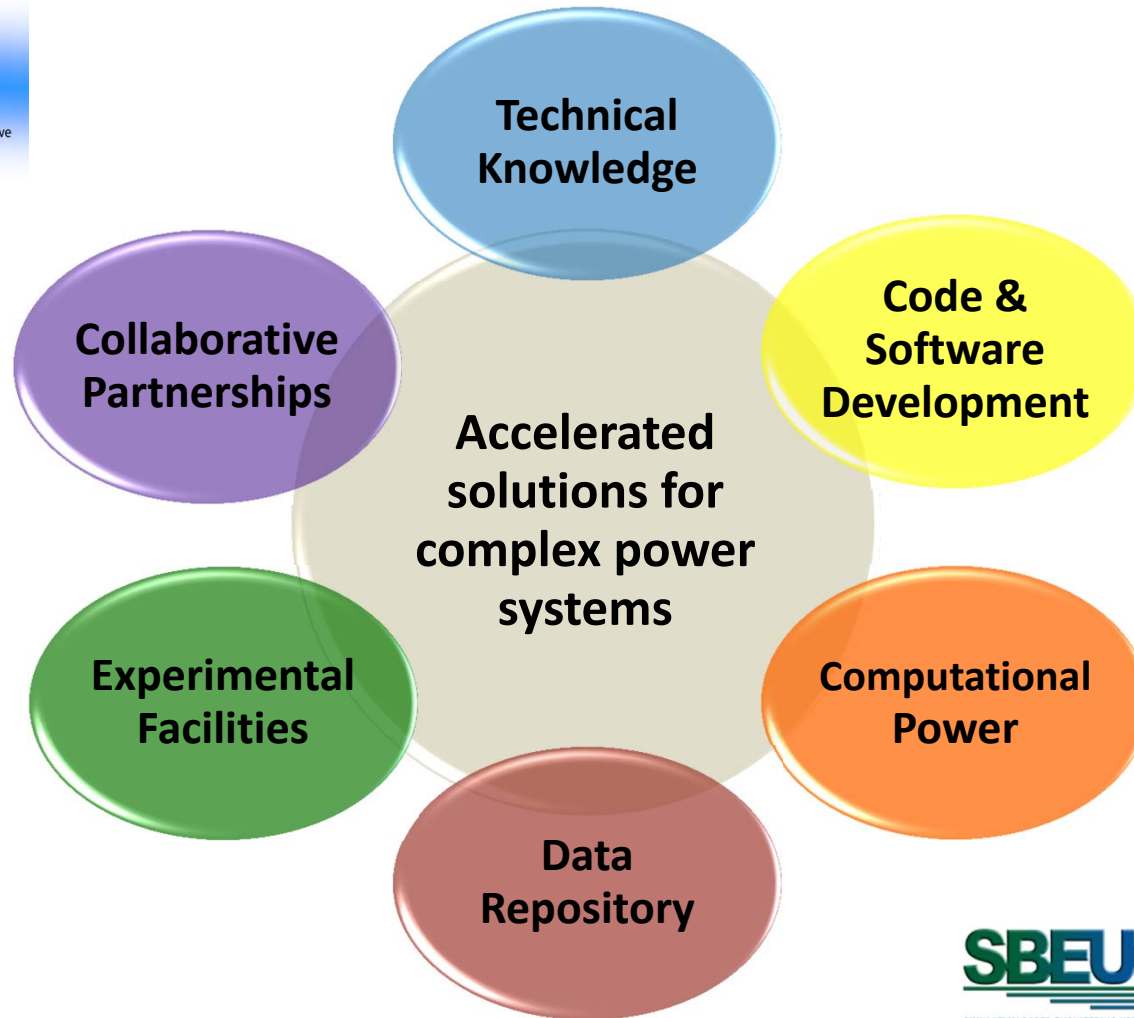 Technical
Knowledge
Collaborative
Partnerships
Code &
Software
Development
Accelerated
solutions for
complex power
systems
Experimental
Facilities
Computational
Power
Data
Repository
SBEU